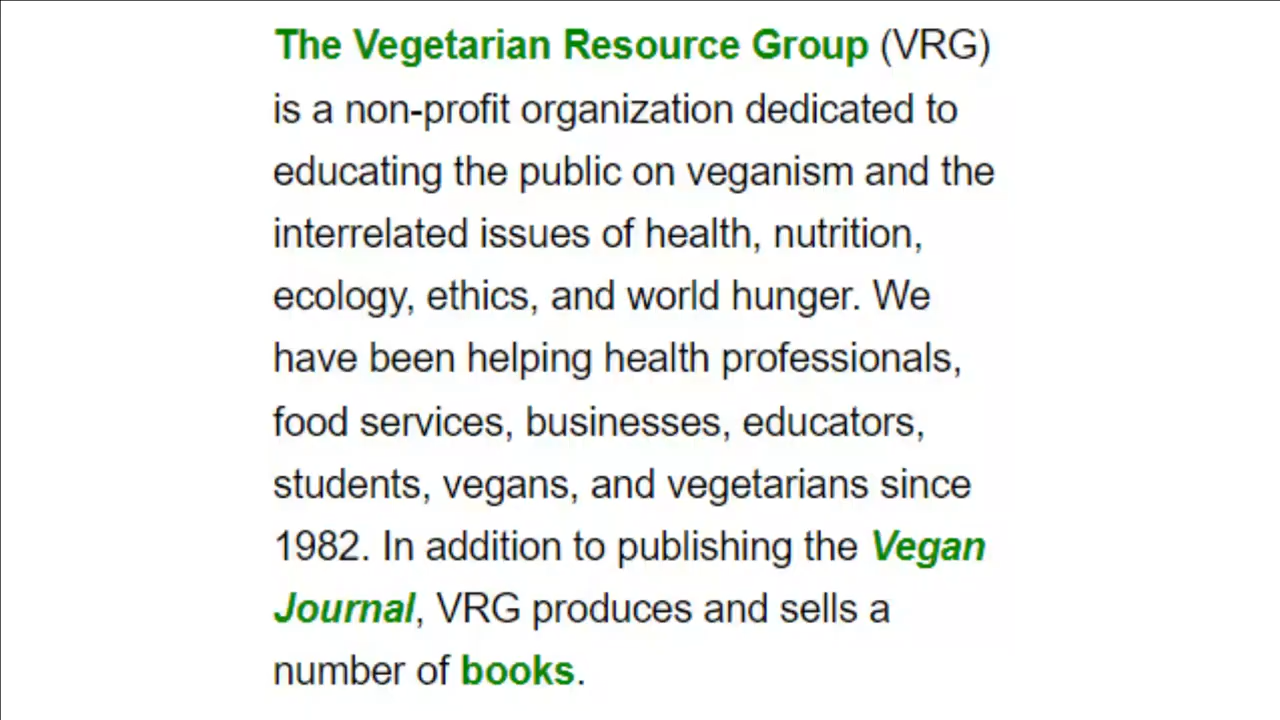 The Vegetarian Resource Group (VRG)
is a non-profit organization dedicated to
educating the public on veganism and the
interrelated issues of health, nutrition,
ecology, ethics, and world hunger. We
have been helping health professionals,
food services, businesses, educators,
students, vegans, and vegetarians since
1982. In addition to publishing the Vegan
Journal, VRG produces and sells a
number of books.